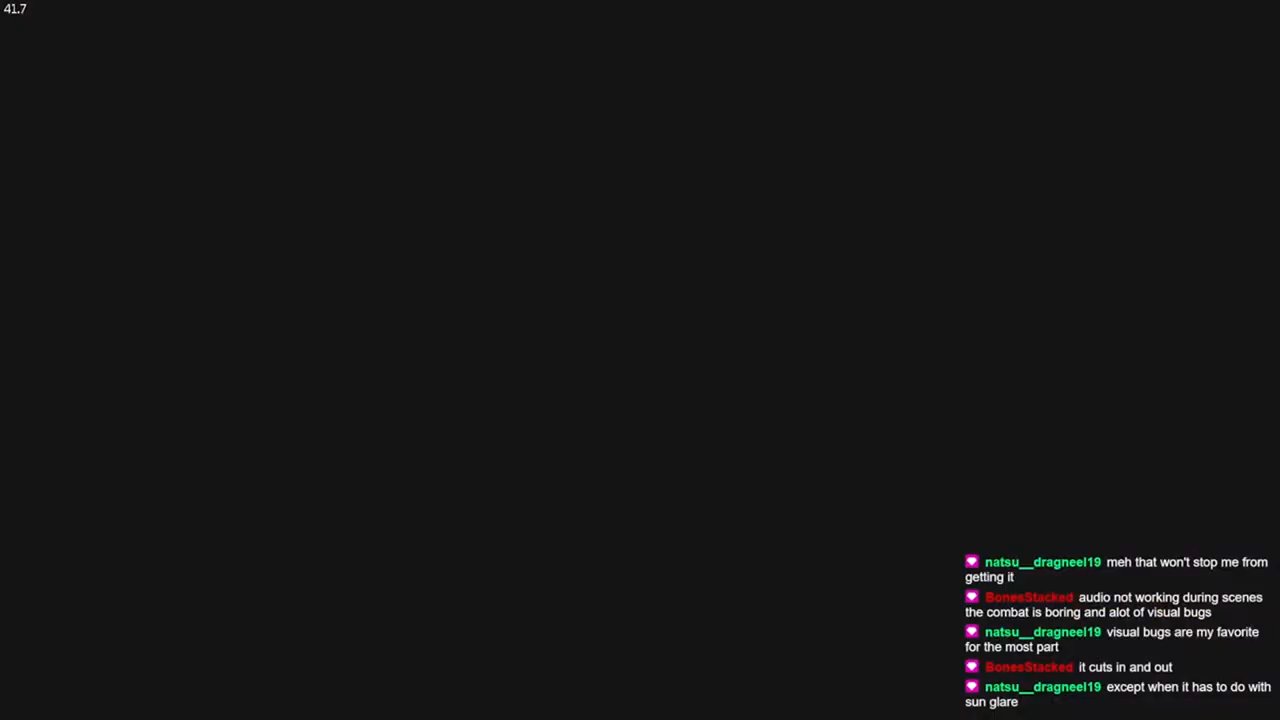 41.7
natsu__dragneel19 meh that won't stop me from
getting it
BonesStacked audio not working during scenes
the combat is boring and alot of visual bugs
natsu__dragneel19 visual bugs are my favorite
for the most part
BonesStacked it cuts in and out
natsu__dragneel19 except when it has to do with
sun glare